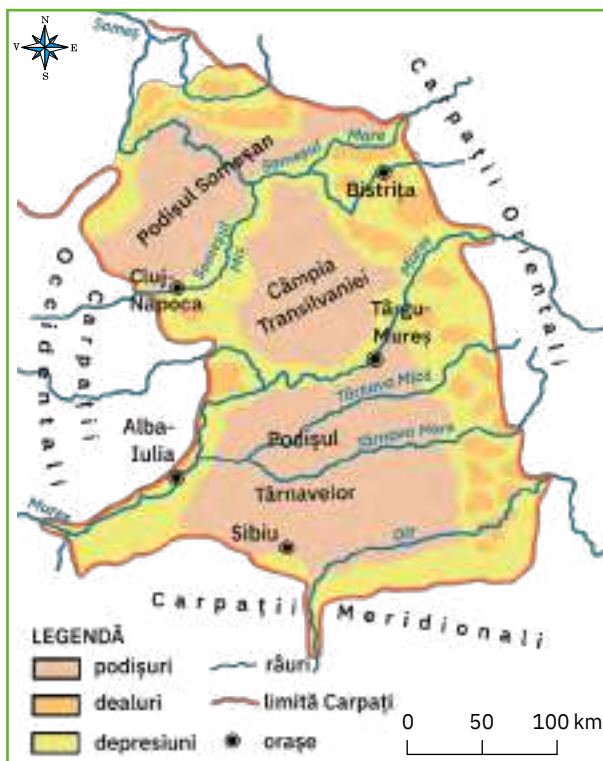 N
V
E
S
Someș
Carpații Orientali
Podișul Someșan
Someșul
Mare
Bistrița
Someșul
Mic
Mureș
Cluj-
Napoca
Câmpia
Transilvaniei
Târgu-
Mureș
Carpații
Occidentali
Târnava Mică
Alba-
Iulia
Podișul
Târnava Mare
Târnavelor
Mureș
Sibiu
Olt
Carpații Meridionali
LEGENDĂ
podișuri
râuri
dealuri
limită Carpați
depresiuni
orașe
0 50 100 km